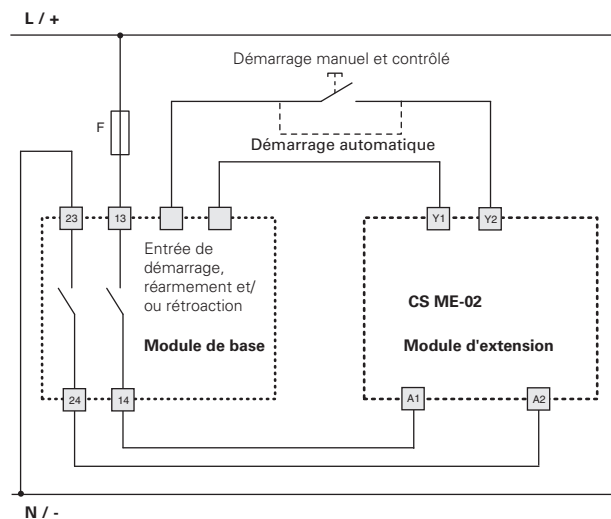 L / +
Démarrage manuel et contrôlé
F
Démarrage automatique
23
13
Y1
Y2
Entrée de
démarrage,
réarmement et/
ou rétroaction
Module de base
CS ME-02
Module d'extension
24
14
A1
A2
N / -